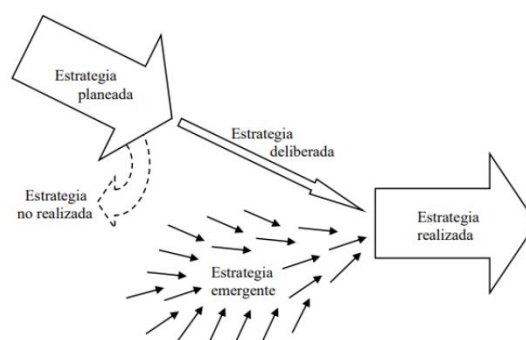 Estrategia
planeada
Estrategia
deliberada
Estrategia
no realizada
Estrategia
realizada
Estrategia
emergente